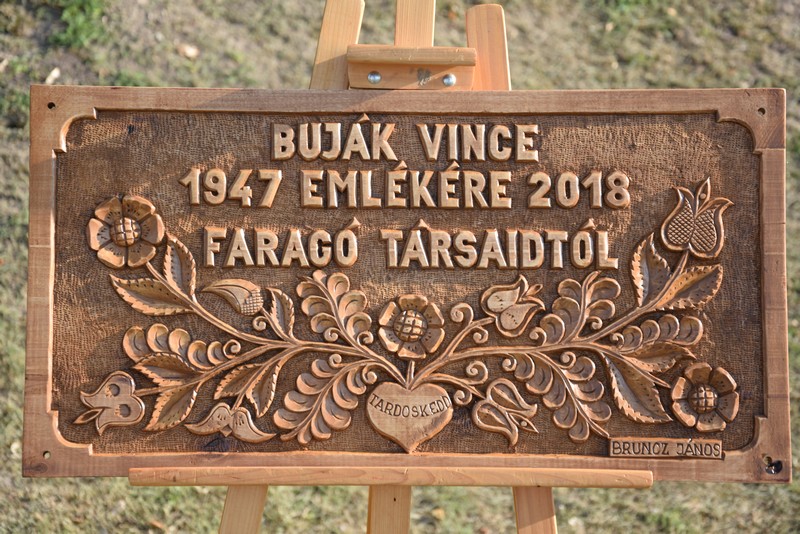 BUJÁK VINCE
1947 EMLÉKÉRE 2018
FARAGÓ TÁRSAIDTÓL
TARDOSKEDD
BRUNCZ JÁNOS